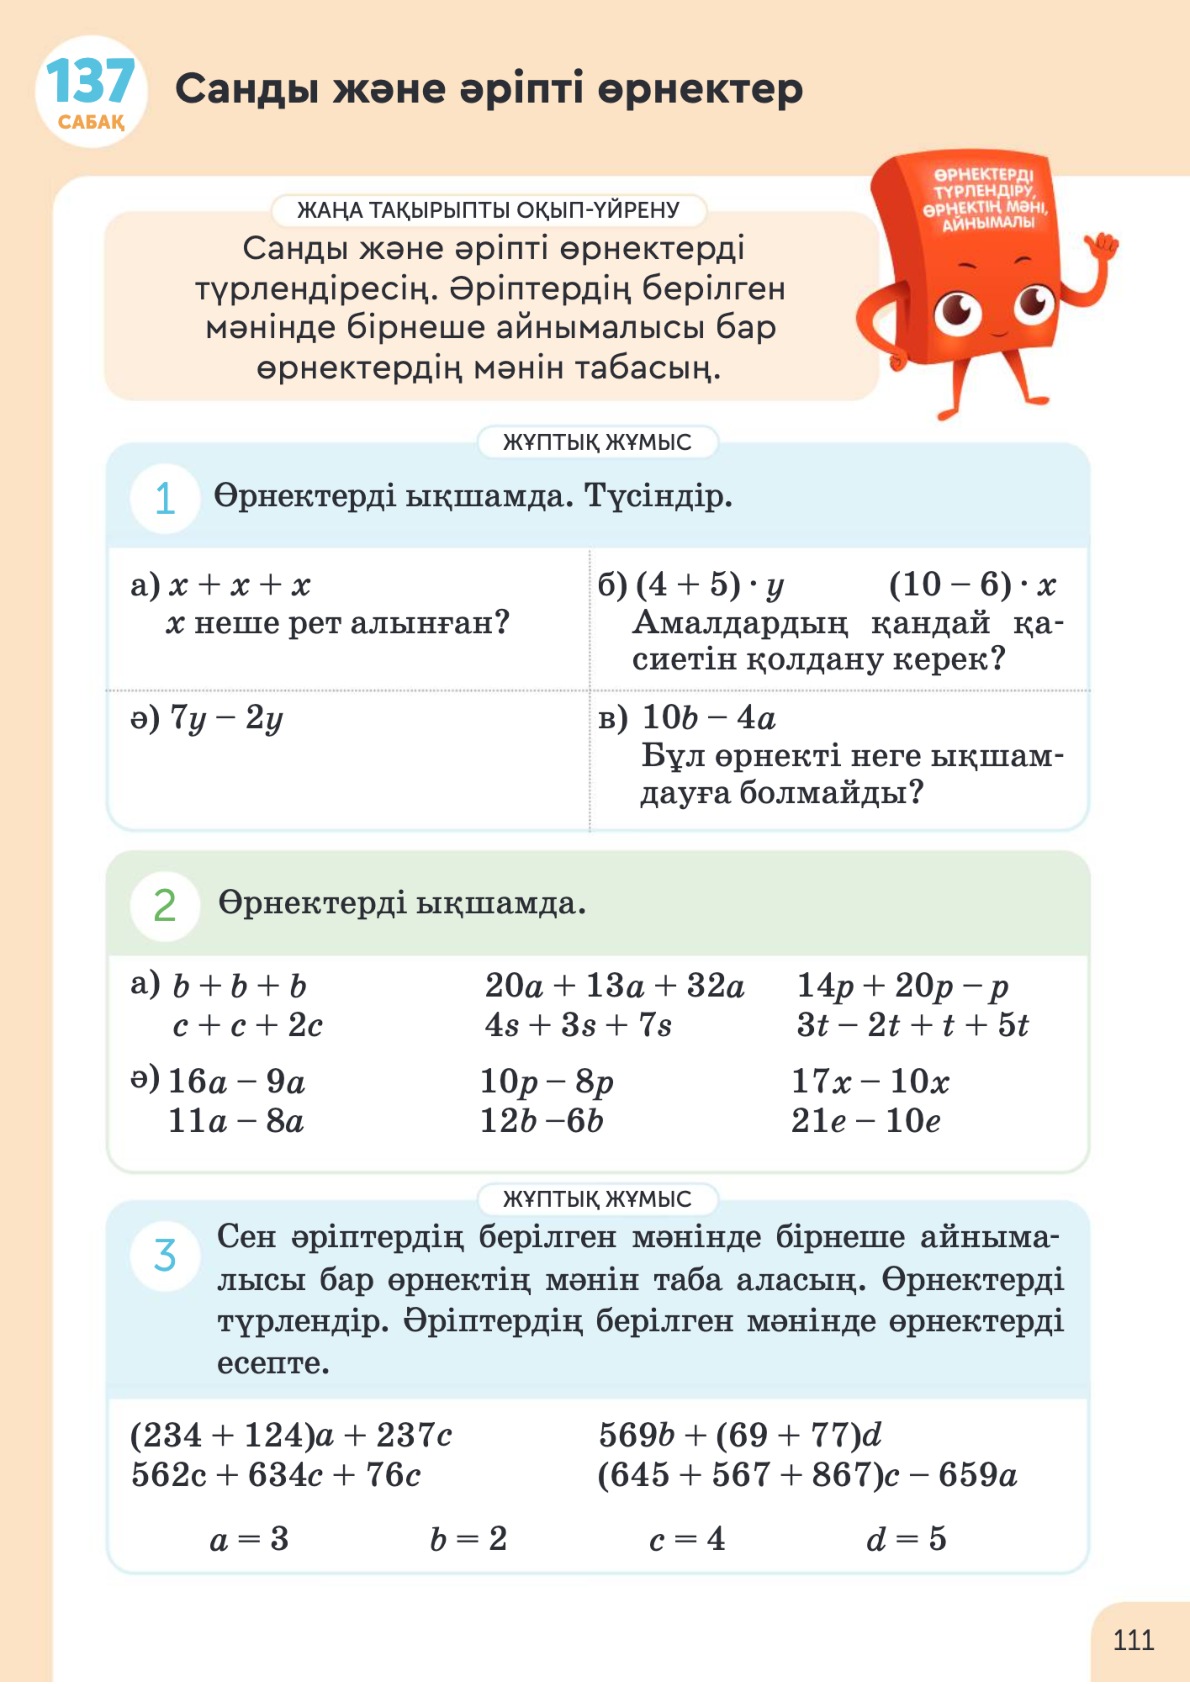 137
САБАҚ
Санды және әріпті өрнектер
ӨРНЕКТЕРДІ
ТҮРЛЕНДІРУ,
ӨРНЕКТІҢ МӘНІ,
АЙНЫМАЛЫ
ЖАҢА ТАҚЫРЫПТЫ ОҚЫП-ҮЙРЕНУ
Санды және әріпті өрнектерді
түрлендіресің. Әріптердің берілген
мәнінде бірнеше айнымалысы бар
өрнектердің мәнін табасың.
ЖҰПТЫҚ ЖҰМЫС
1 Өрнектерді ықшамда. Түсіндір.
а) x + x + x
x неше рет алынған?
б) (4 + 5) · y (10 – 6) · x
Амалдардың қандай қа-
сиетін қолдану керек?
ә) 7y – 2y
в) 10b – 4a
Бұл өрнекті неге ықшам-
дауға болмайды?
2 Өрнектерді ықшамда.
а) b + b + b 20a + 13a + 32a 14p + 20p – p
c + c + 2c 4s + 3s + 7s 3t – 2t + t + 5t
ә) 16a – 9a 10p – 8p 17x – 10x
11a – 8a 12b –6b 21e – 10e
ЖҰПТЫҚ ЖҰМЫС
3 Сен әріптердің берілген мәнінде бірнеше айныма-
лысы бар өрнектің мәнін таба аласың. Өрнектерді
түрлендір. Әріптердің берілген мәнінде өрнектерді
есепте.
(234 + 124)a + 237c 569b + (69 + 77)d
562c + 634c + 76c (645 + 567 + 867)c – 659a
a = 3 b = 2 c = 4 d = 5
111